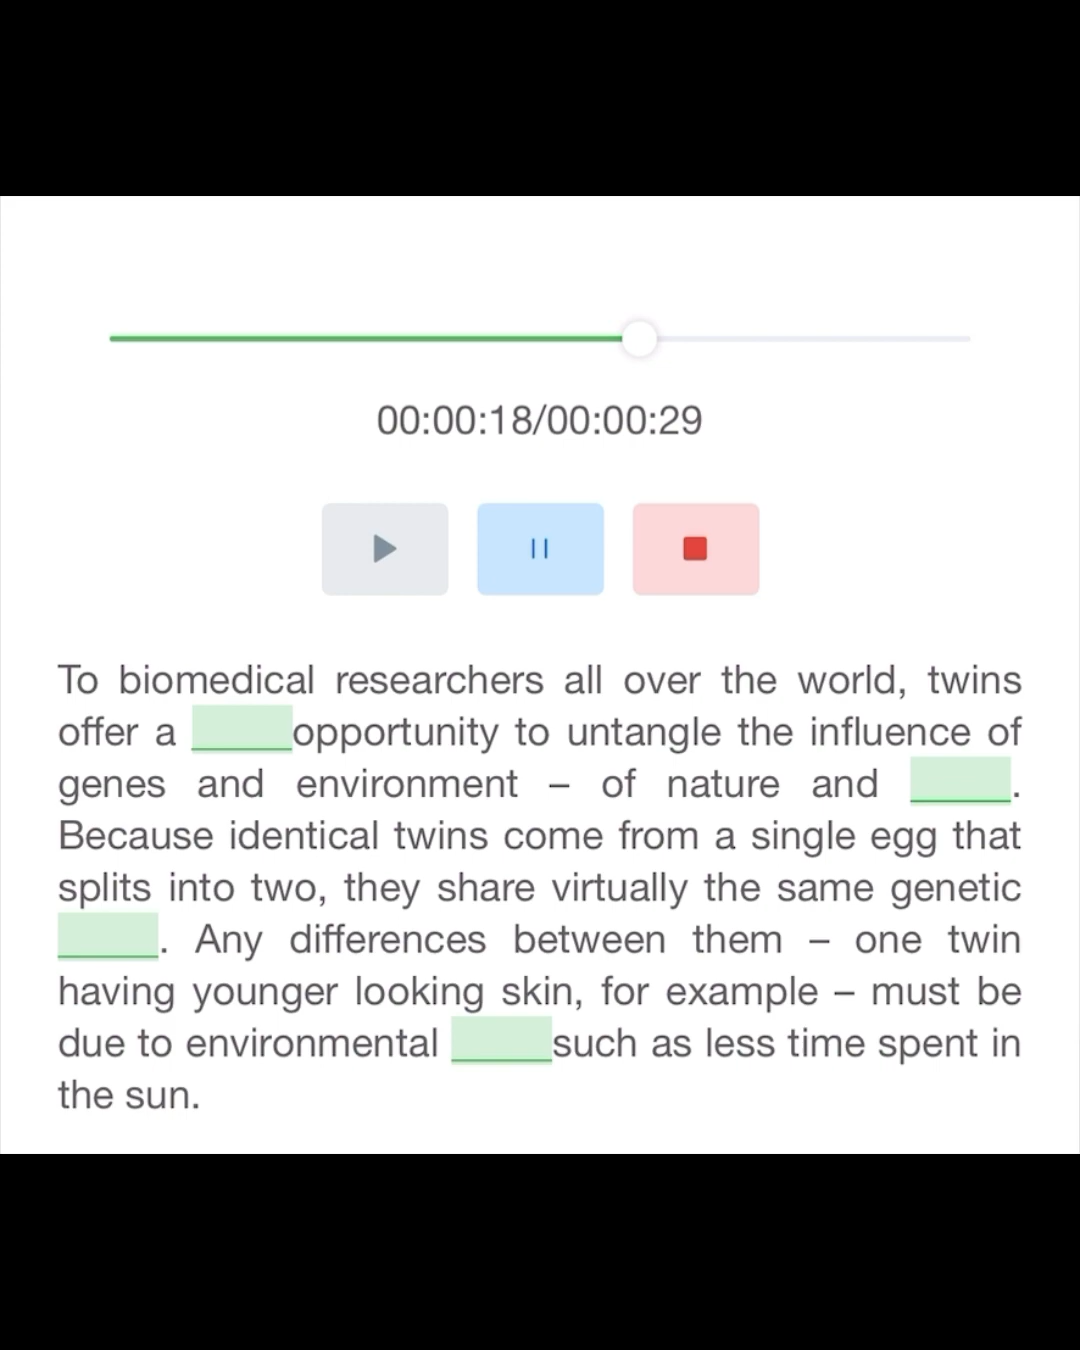 00:00:18/00:00:29
To biomedical researchers all over the world, twins
offer a opportunity to untangle the influence of
genes and environment – of nature and .
Because identical twins come from a single egg that
splits into two, they share virtually the same genetic
. Any differences between them – one twin
having younger looking skin, for example – must be
due to environmental such as less time spent in
the sun.